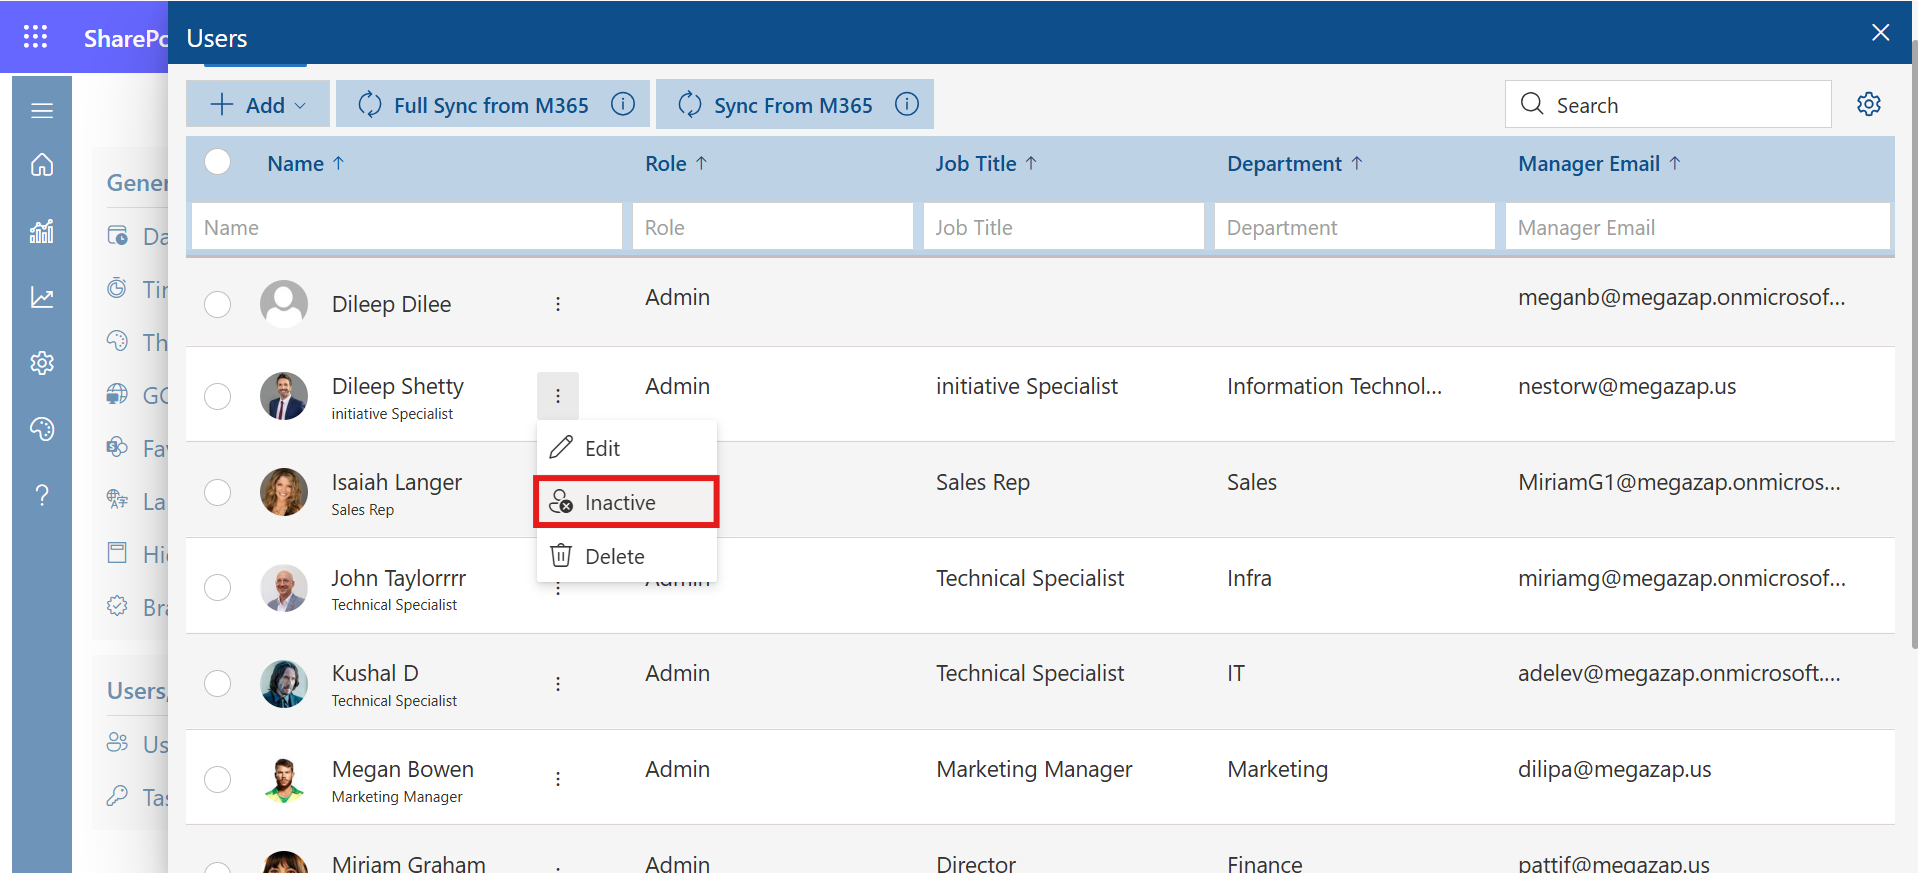 SharePo
Users
Add
Full Sync from M365
Sync From M365
Search
Name ↑
Role ↑
Job Title ↑
Department ↑
Manager Email ↑
Name
Role
Job Title
Department
Manager Email
Gener
Da
Tin
Th
GC
Fav
La
Hid
Bra
Users,
Us
Tas
Dileep Dilee
Admin
meganb@megazap.onmicrosof...
Dileep Shetty
initiative Specialist
Admin
initiative Specialist
Information Technol...
nestorw@megazap.us
Edit
Inactive
Delete
Isaiah Langer
Sales Rep
Sales Rep
Sales
MiriamG1@megazap.onmicros...
John Taylorrrr
Technical Specialist
Admin
Technical Specialist
Infra
miriamg@megazap.onmicrosof...
Kushal D
Technical Specialist
Admin
Technical Specialist
IT
adelev@megazap.onmicrosoft....
Megan Bowen
Marketing Manager
Admin
Marketing Manager
Marketing
dilipa@megazap.us
Miriam Graham
Admin
Director
Finance
pattif@megazap.us